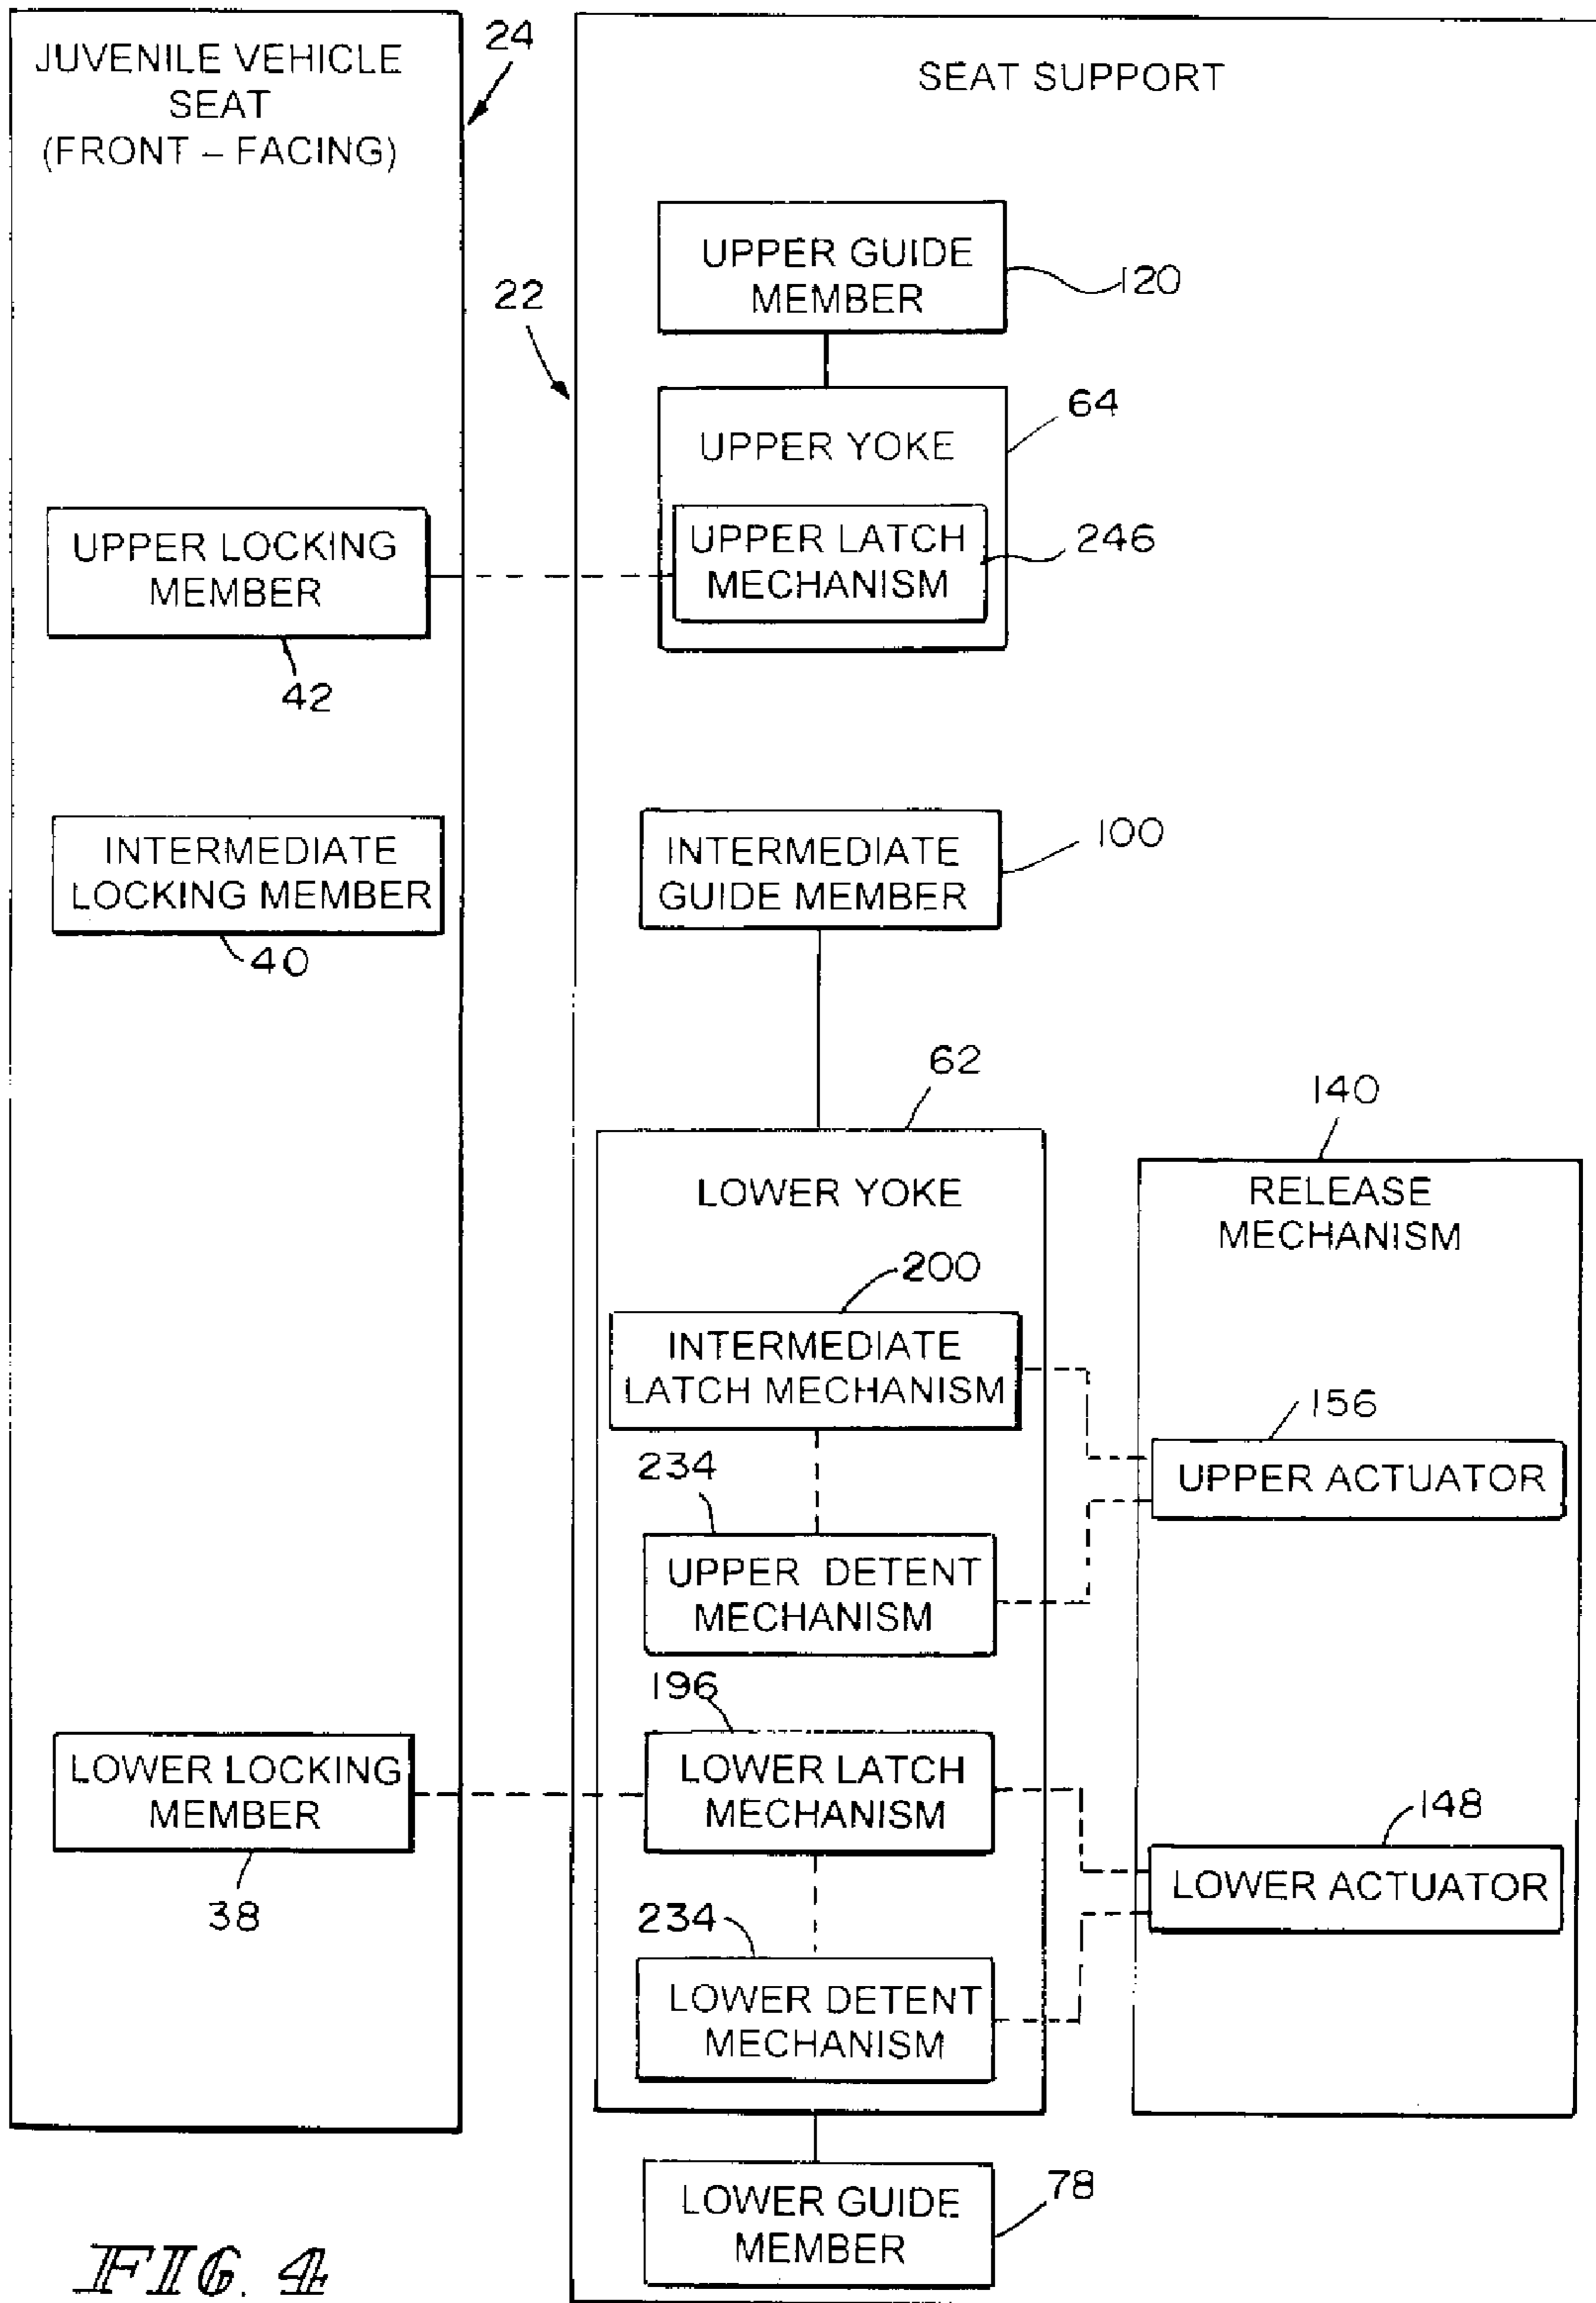 JUVENILE VEHICLE
SEAT
(FRONT – FACING)
24
SEAT SUPPORT
22
UPPER GUIDE
MEMBER
120
64
UPPER YOKE
UPPER LOCKING
MEMBER
42
UPPER LATCH
MECHANISM
246
INTERMEDIATE
LOCKING MEMBER
40
INTERMEDIATE
GUIDE MEMBER
100
62
LOWER YOKE
140
RELEASE
MECHANISM
200
INTERMEDIATE
LATCH MECHANISM
156
UPPER ACTUATOR
234
UPPER DETENT
MECHANISM
196
LOWER LOCKING
MEMBER
38
LOWER LATCH
MECHANISM
148
LOWER ACTUATOR
234
LOWER DETENT
MECHANISM
LOWER GUIDE
MEMBER
78
FIG. 4